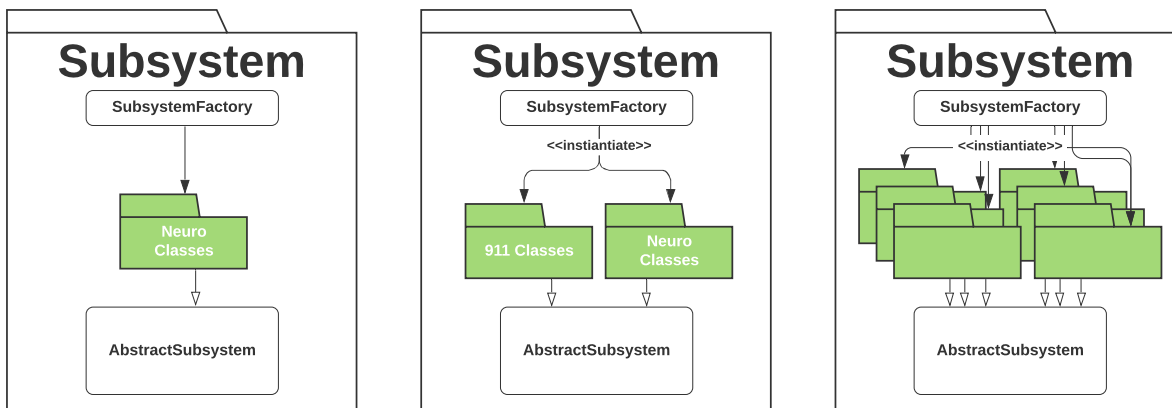 Subsystem
SubsystemFactory
Neuro
Classes
AbstractSubsystem
Subsystem
SubsystemFactory
<<instiantiate>>
911 Classes
Neuro
Classes
AbstractSubsystem
Subsystem
SubsystemFactory
<<instiantiate>>
AbstractSubsystem